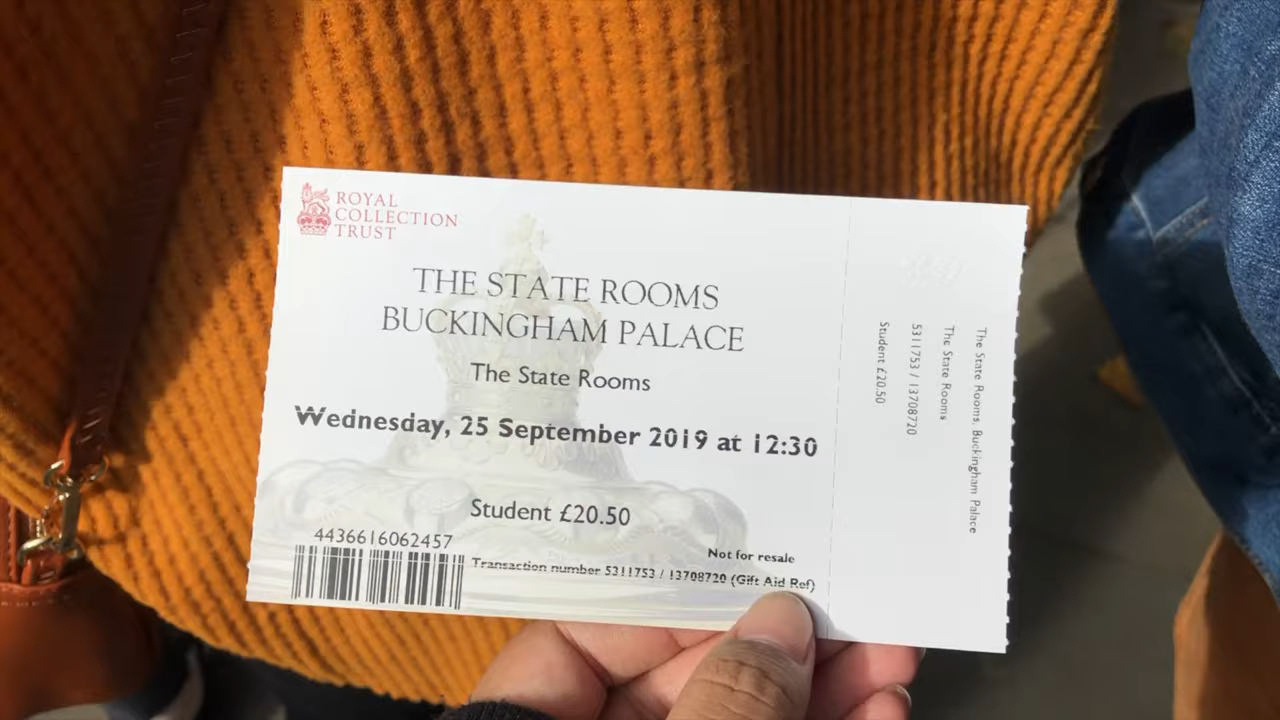 ROYAL
COLLECTION
TRUST
THE STATE ROOMS
BUCKINGHAM PALACE
The State Rooms
Wednesday, 25 September 2019 at 12:30
Student £20.50
4436616062457
Not for resale
Transaction number 5311753 / 13708720 (Gift Aid Ref)
The State Rooms, Buckingham Palace
The State Rooms
5311753 / 13708720
Student £20.50